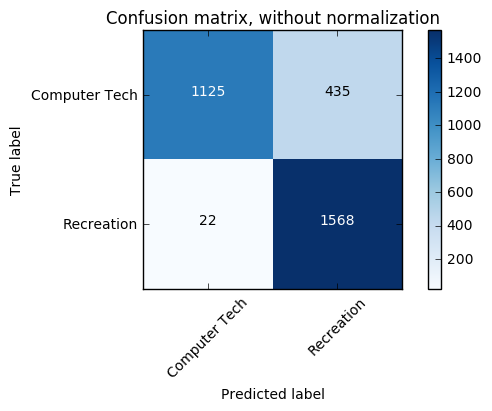 Confusion matrix, without normalization
True label
Computer Tech
1125
435
Recreation
22
1568
Computer Tech
Recreation
Predicted label
1400
1200
1000
800
600
400
200